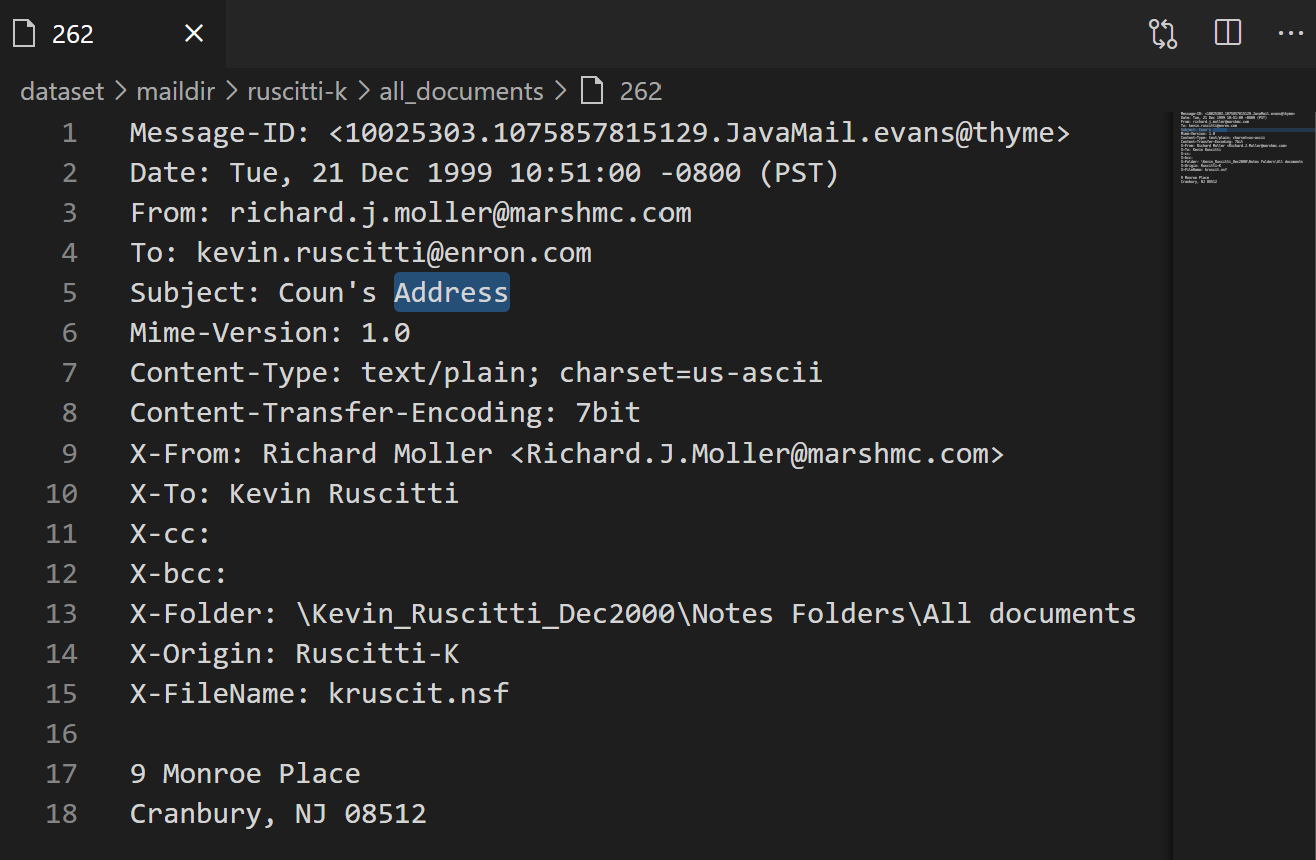 262
dataset > maildir > ruscitti-k > all_documents > 262
1 Message-ID: <10025303.1075857815129.JavaMail.evans@thyme>
2 Date: Tue, 21 Dec 1999 10:51:00 -0800 (PST)
3 From: richard.j.moller@marshmc.com
4 To: kevin.ruscitti@enron.com
5 Subject: Coun's Address
6 Mime-Version: 1.0
7 Content-Type: text/plain; charset=us-ascii
8 Content-Transfer-Encoding: 7bit
9 X-From: Richard Moller <Richard.J.Moller@marshmc.com>
10 X-To: Kevin Ruscitti
11 X-cc:
12 X-bcc:
13 X-Folder: \Kevin_Ruscitti_Dec2000\Notes Folders\All documents
14 X-Origin: Ruscitti-K
15 X-FileName: kruscit.nsf
16
17 9 Monroe Place
18 Cranbury, NJ 08512